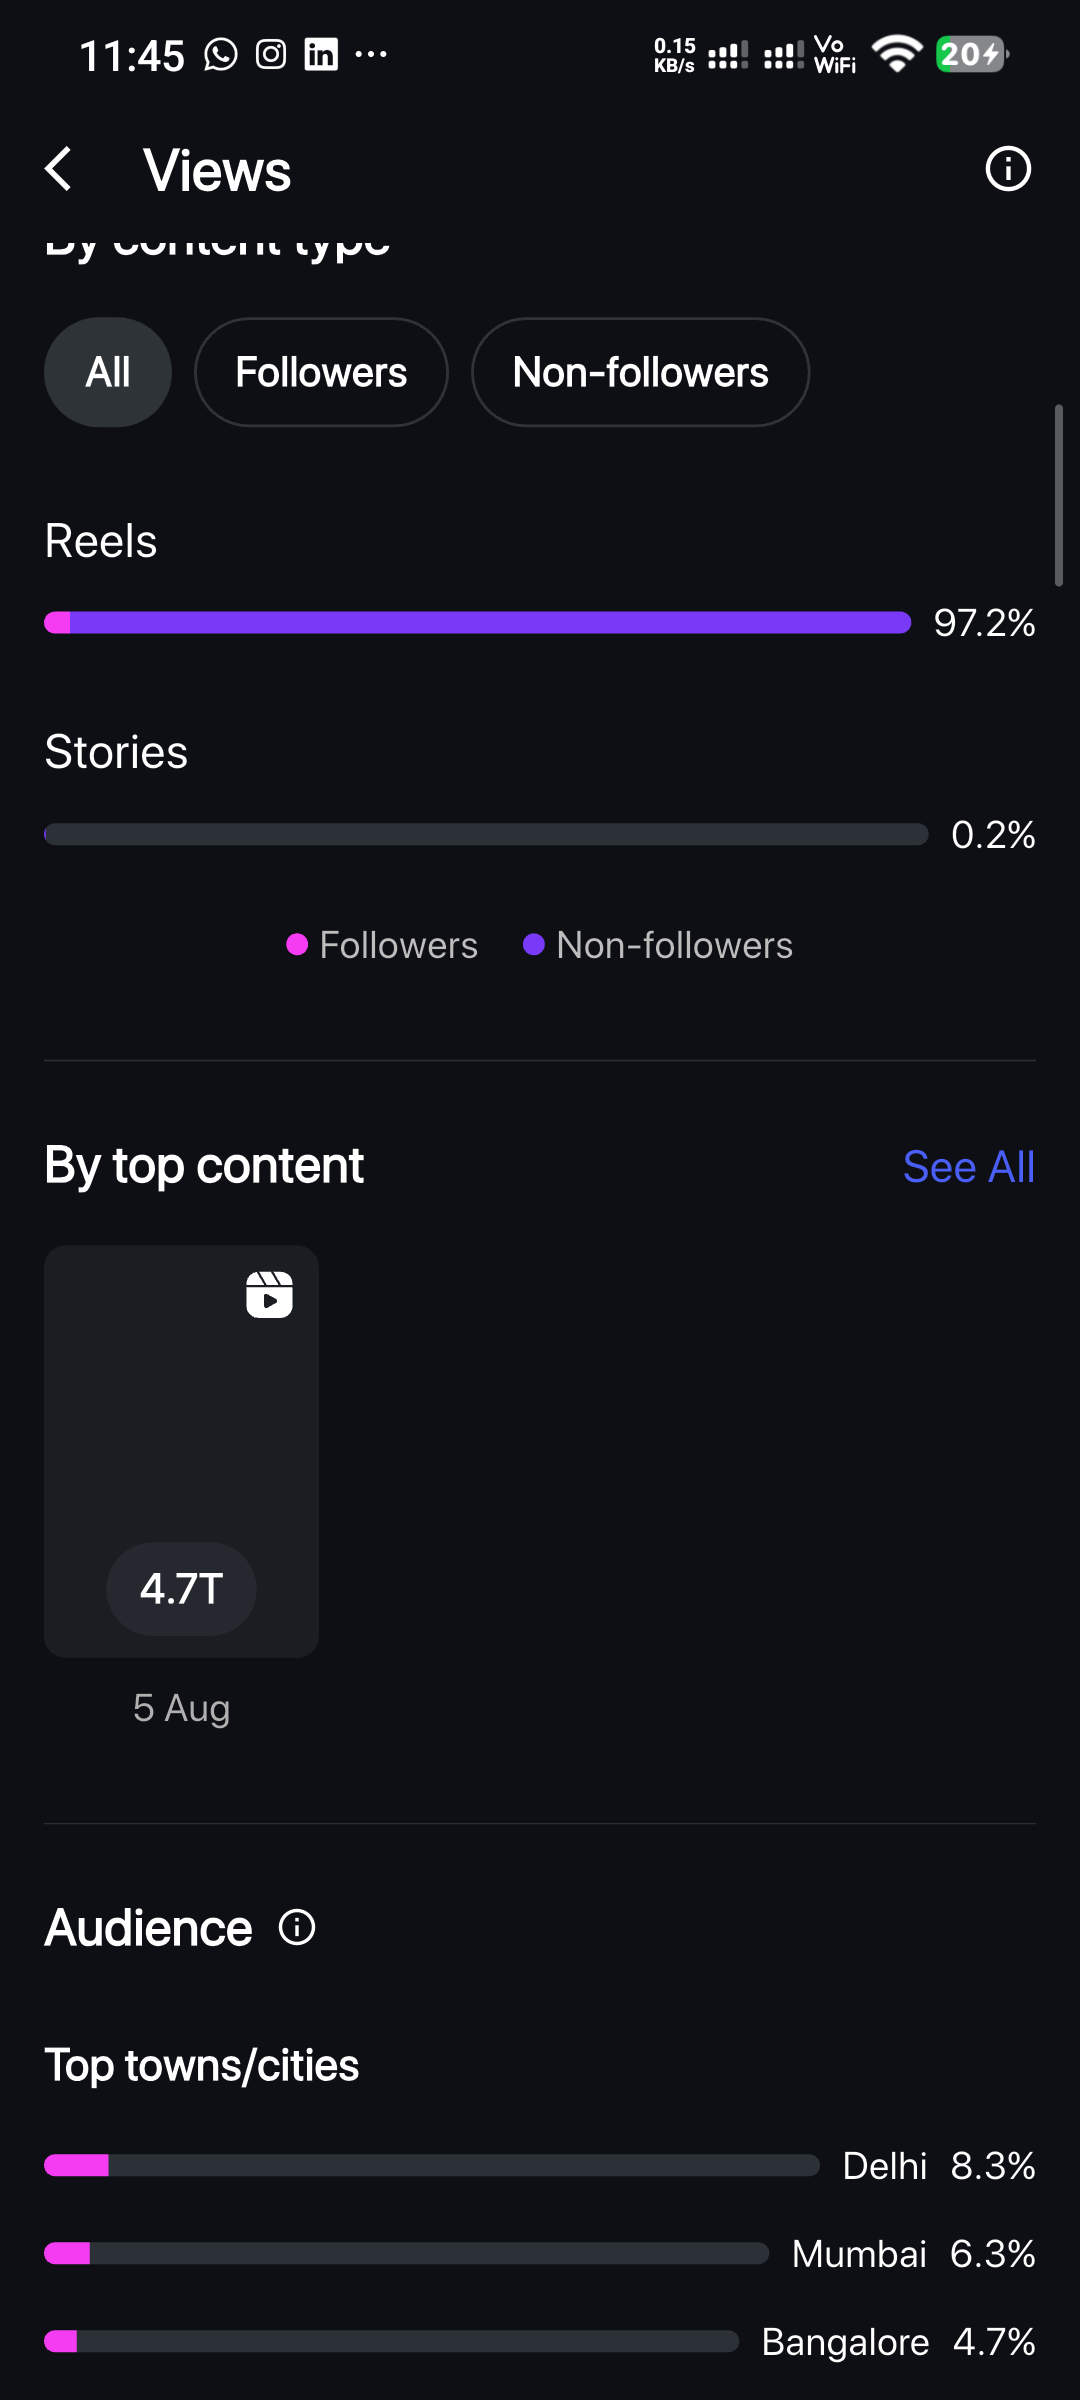 11:45 0.15 KB/s Vo WiFi 20
Views
By content type
All Followers Non-followers
Reels
97.2%
Stories
0.2%
Followers Non-followers
By top content See All
4.7T
5 Aug
Audience
Top towns/cities
Delhi 8.3%
Mumbai 6.3%
Bangalore 4.7%